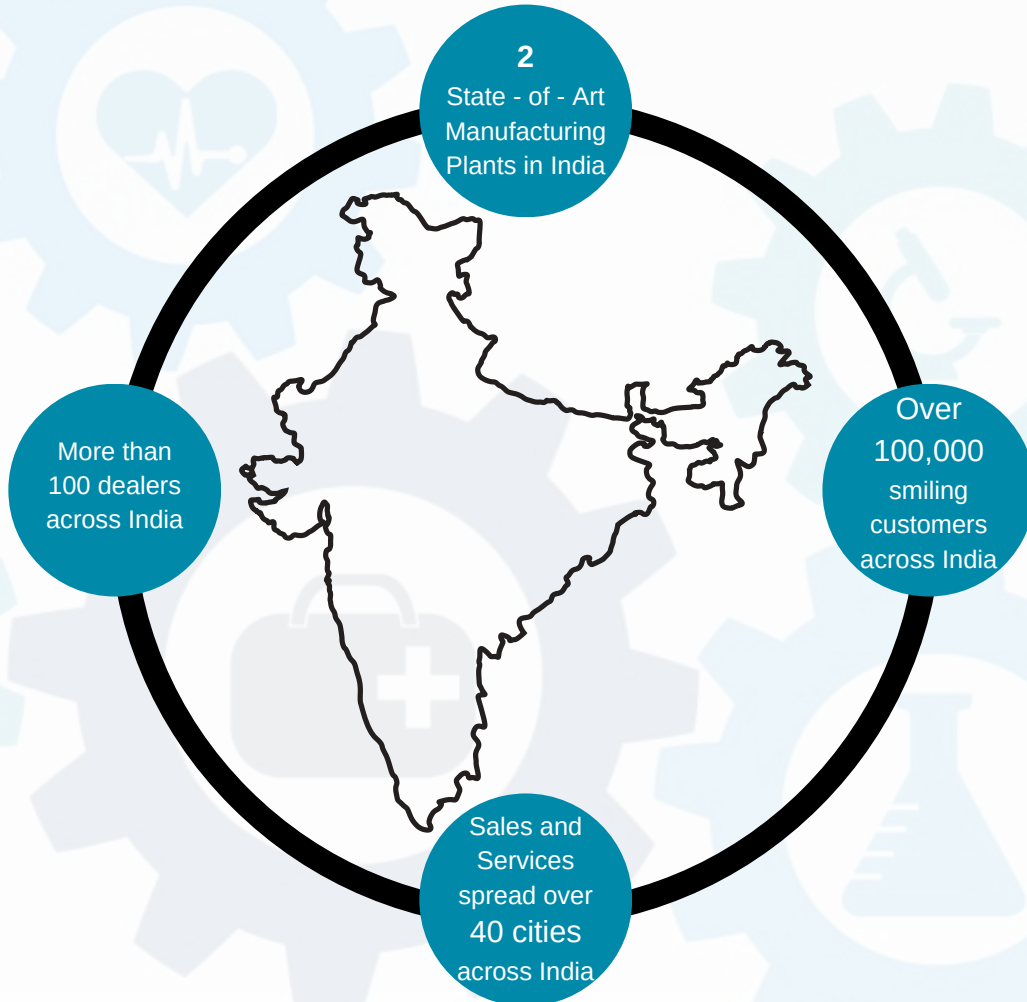 2
State - of - Art
Manufacturing
Plants in India
More than
100 dealers
across India
Over
100,000
smiling
customers
across India
Sales and
Services
spread over
40 cities
across India